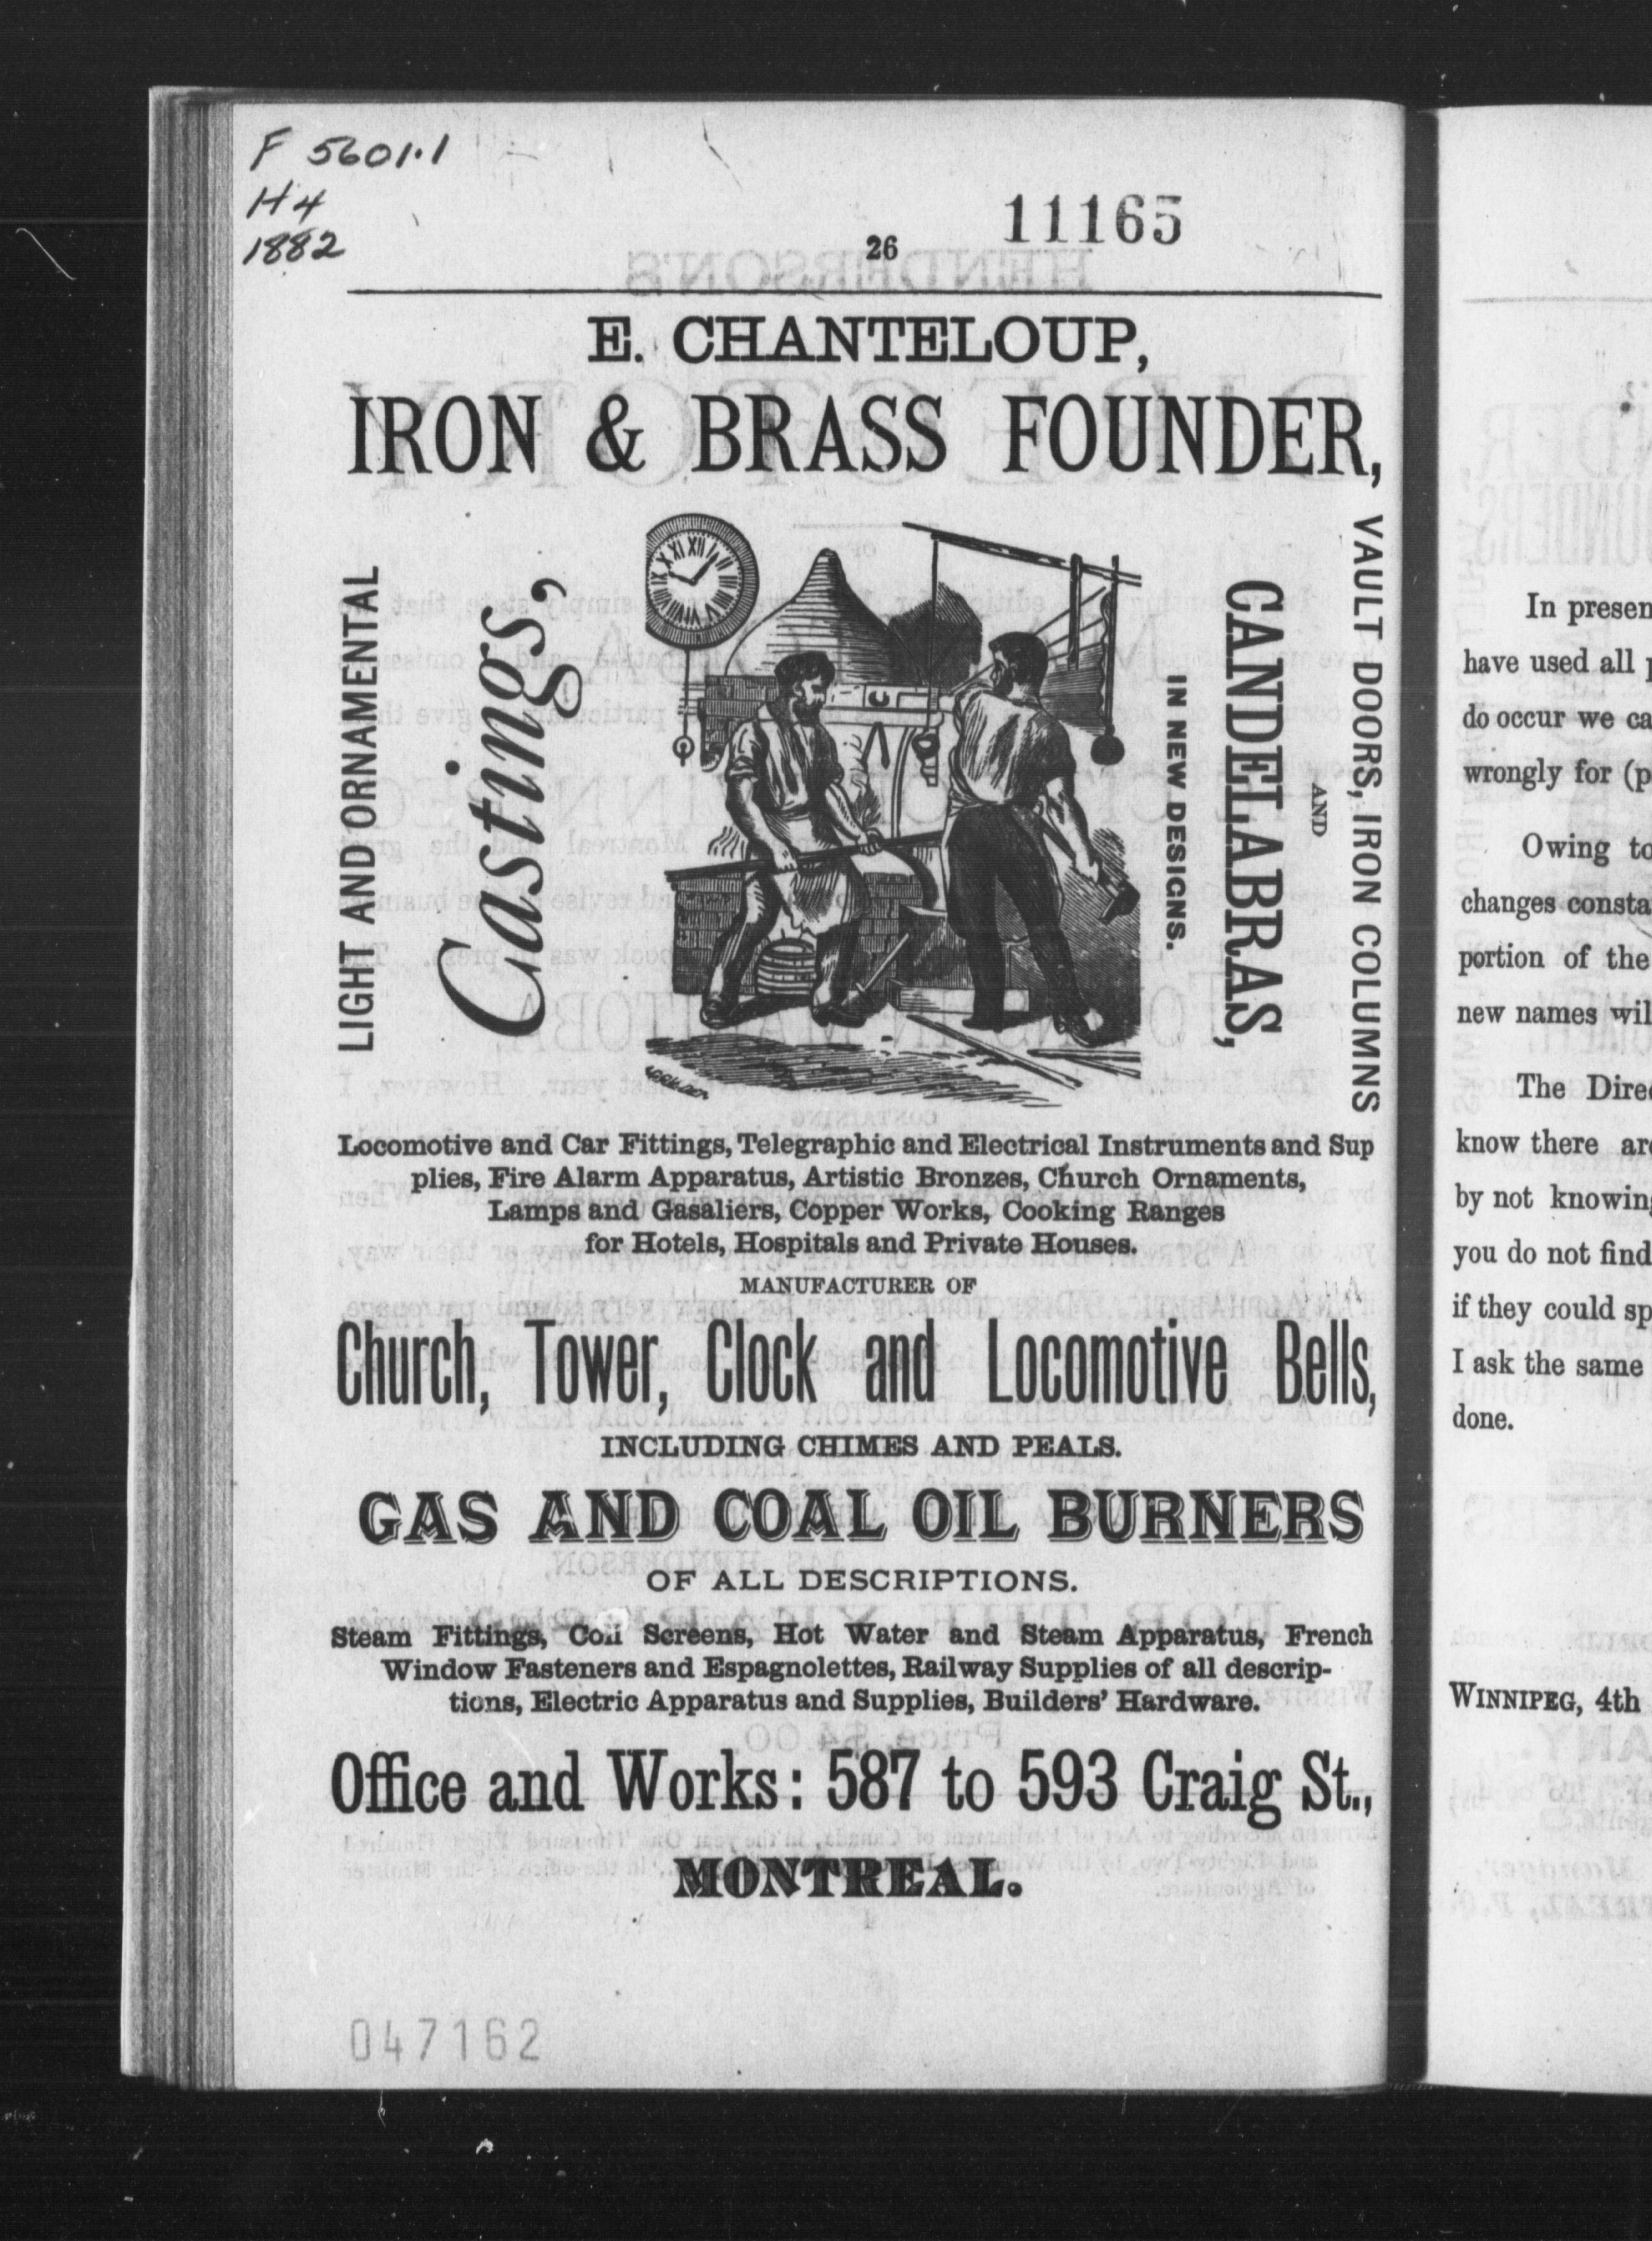 F 5601.1
H4
1882
11165
26
E. CHANTELOUP,
IRON & BRASS FOUNDER,
LIGHT AND ORNAMENTAL
Castings,
IN NEW DESIGNS.
CANDELABRAS,
AND
VAULT DOORS, IRON COLUMNS
Locomotive and Car Fittings, Telegraphic and Electrical Instruments and Sup
plies, Fire Alarm Apparatus, Artistic Bronzes, Church Ornaments,
Lamps and Gasaliers, Copper Works, Cooking Ranges
for Hotels, Hospitals and Private Houses.
MANUFACTURER OF
Church, Tower, Clock and Locomotive Bells,
INCLUDING CHIMES AND PEALS.
GAS AND COAL OIL BURNERS
OF ALL DESCRIPTIONS.
Steam Fittings, Coil Screens, Hot Water and Steam Apparatus, French
Window Fasteners and Espagnolettes, Railway Supplies of all descrip-
tions, Electric Apparatus and Supplies, Builders' Hardware.
Office and Works: 587 to 593 Craig St.,
MONTREAL.
047162
In presen
have used all
do occur we ca
wrongly for (p
Owing to
changes consta
portion of the
new names wil
The Dire
know there ar
by not knowing
you do not find
if they could sp
I ask the same
done.
WINNIPEG, 4th